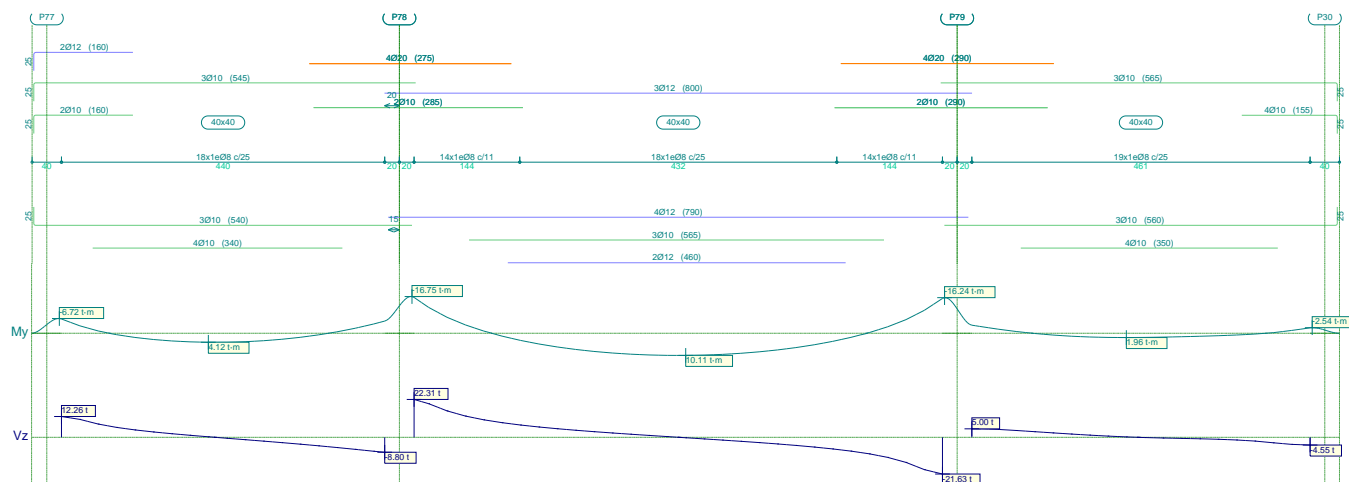 P77 P78 P79 P30
2Ø12 (160)
25 4Ø20 (275) 4Ø20 (290)
3Ø10 (545) 3Ø10 (565)
25 3Ø12 (800) 25
20
2Ø10 (160) 2Ø10 (285) 2Ø10 (290) 4Ø10 (155)
25 40x40 40x40 40x40 25
18x1eØ8 c/25 14x1eØ8 c/11 18x1eØ8 c/25 14x1eØ8 c/11 19x1eØ8 c/25
40 440 20 20 144 432 144 20 20 461 40
25 4Ø12 (790) 25
3Ø10 (540) 15 3Ø10 (560)
4Ø10 (340) 3Ø10 (565) 4Ø10 (350)
2Ø12 (460)
-6.72 t·m -16.75 t·m -16.24 t·m -2.54 t·m
My
4.12 t·m 10.11 t·m 1.96 t·m
12.26 t 22.31 t 5.00 t
Vz
-8.80 t -21.63 t -4.55 t